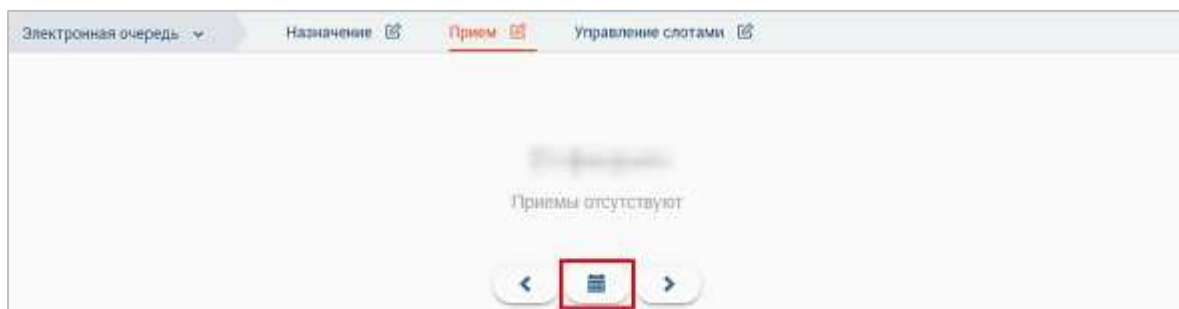 Электронная очередь Назначение Прием Управление слотами
Приемы отсутствуют